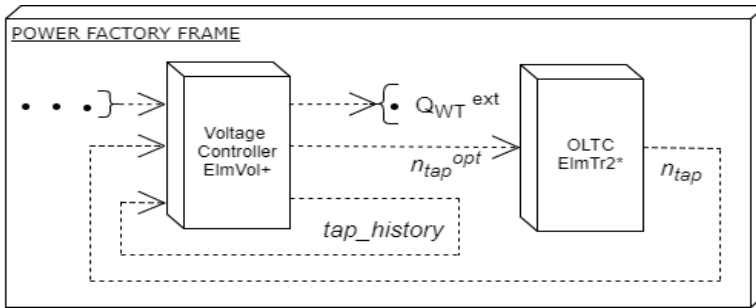 POWER FACTORY FRAME
Voltage
Controller
ElmVol+
Q_WT^ext
n_tap^opt
OLTC
ElmTr2*
n_tap
tap_history